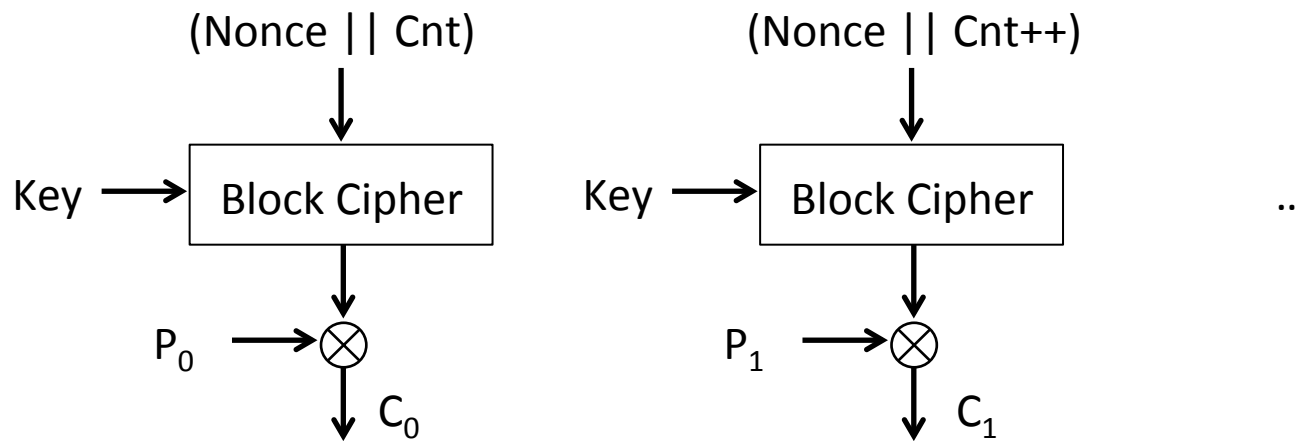 (Nonce || Cnt) (Nonce || Cnt++)
Key Block Cipher Key Block Cipher ..
P₀ P₁
C₀ C₁